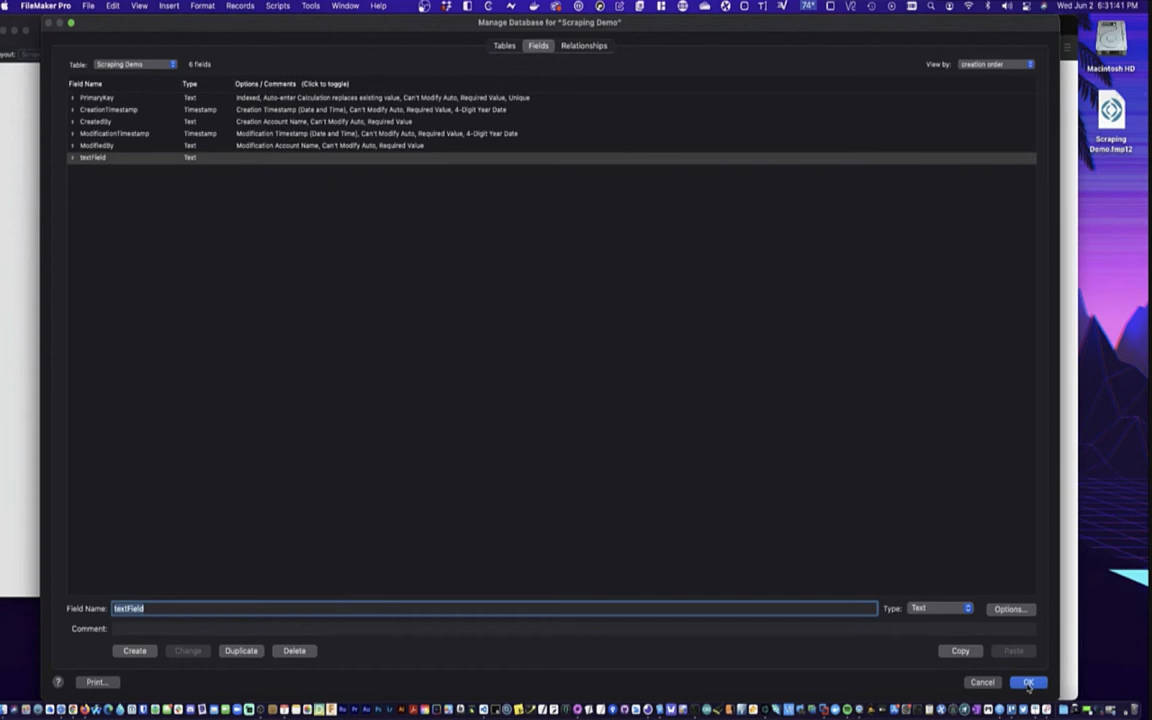 FileMaker Pro File Edit View Insert Format Records Scripts Tools Window Help 74° Wed Jun 2 6:31:41 PM
Manage Database for "Scraping Demo"
Tables Fields Relationships
Table: Scraping Demo 6 fields View by: creation order
Field Name Type Options / Comments (Click to toggle)
PrimaryKey Text Indexed, Auto-enter Calculation replaces existing value, Can't Modify Auto, Required Value, Unique
CreationTimestamp Timestamp Creation Timestamp (Date and Time), Can't Modify Auto, Required Value, 4-Digit Year Date
CreatedBy Text Creation Account Name, Can't Modify Auto, Required Value
ModificationTimestamp Timestamp Modification Timestamp (Date and Time), Can't Modify Auto, Required Value, 4-Digit Year Date
ModifiedBy Text Modification Account Name, Can't Modify Auto, Required Value
textField Text
Field Name: textField Type: Text Options...
Comment:
Create Change Duplicate Delete Copy Paste
? Print... Cancel OK
Macintosh HD
Scraping
Demo.fmp12